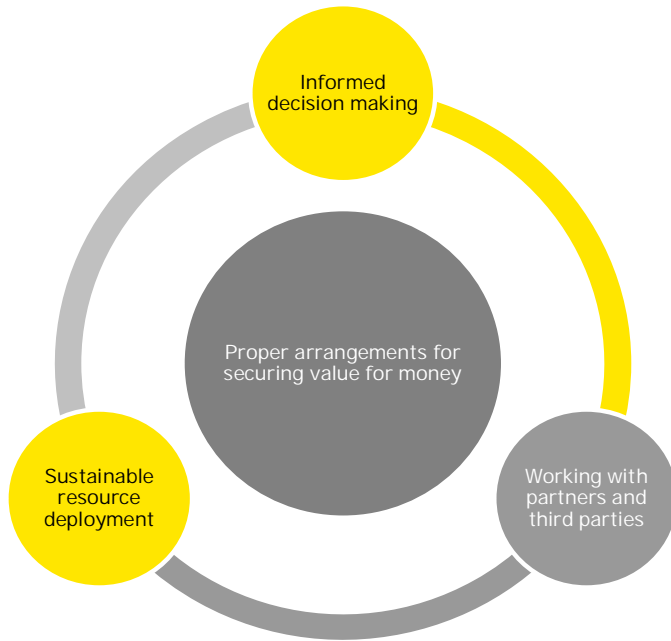 Informed
decision making
Proper arrangements for
securing value for money
Sustainable
resource
deployment
Working with
partners and
third parties